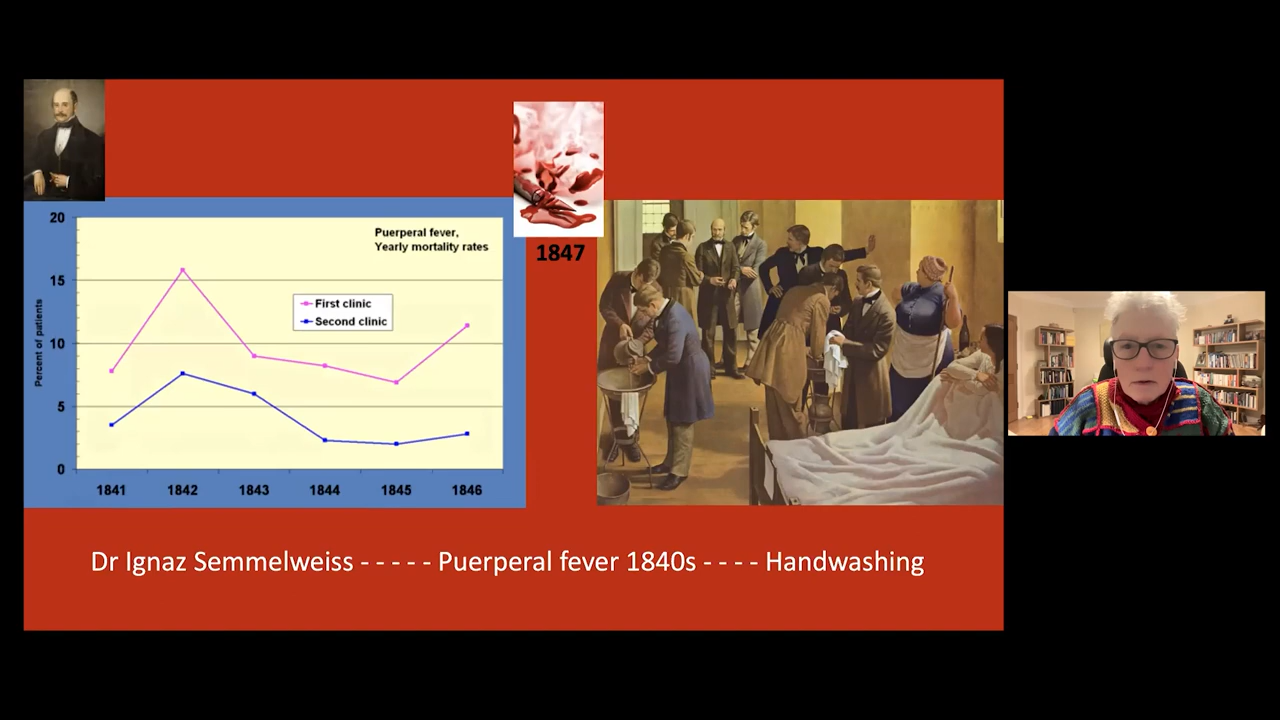 20
15
10
5
0
Percent of patients
Puerperal fever,
Yearly mortality rates
First clinic
Second clinic
1841 1842 1843 1844 1845 1846
1847
Dr Ignaz Semmelweiss - - - - - Puerperal fever 1840s - - - - Handwashing